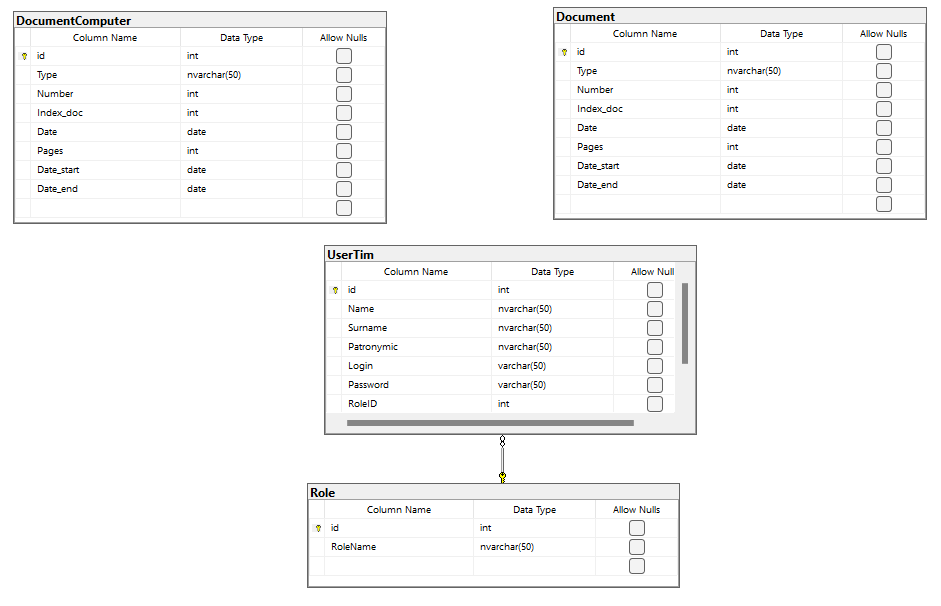 DocumentComputer
Column Name Data Type Allow Nulls
id int
Type nvarchar(50)
Number int
Index_doc int
Date date
Pages int
Date_start date
Date_end date
Document
Column Name Data Type Allow Nulls
id int
Type nvarchar(50)
Number int
Index_doc int
Date date
Pages int
Date_start date
Date_end date
UserTim
Column Name Data Type Allow Null
id int
Name nvarchar(50)
Surname nvarchar(50)
Patronymic nvarchar(50)
Login varchar(50)
Password varchar(50)
RoleID int
Role
Column Name Data Type Allow Nulls
id int
RoleName nvarchar(50)